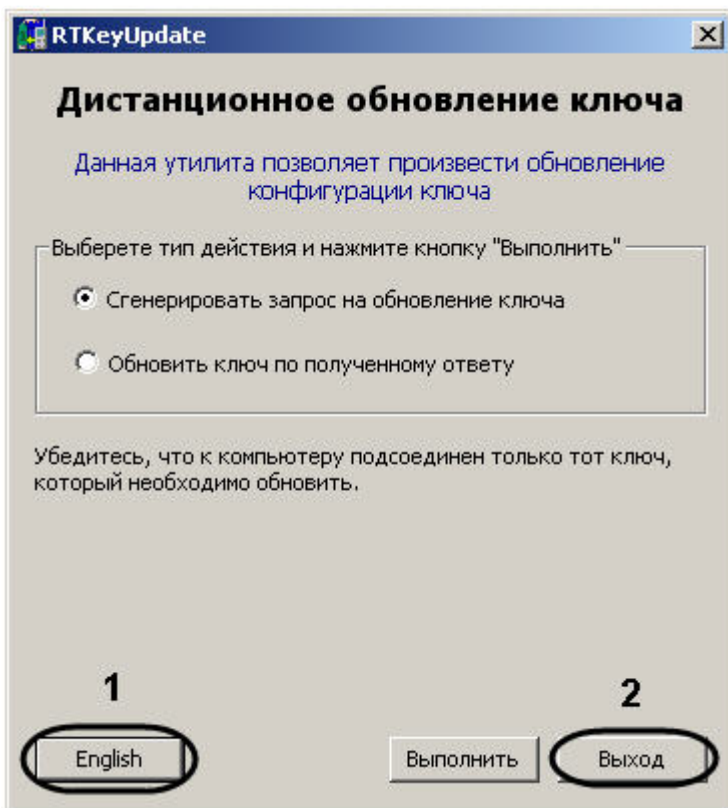 RTKeyUpdate
Дистанционное обновление ключа
Данная утилита позволяет произвести обновление
конфигурации ключа
Выберете тип действия и нажмите кнопку "Выполнить"
Сгенерировать запрос на обновление ключа
Обновить ключ по полученному ответу
Убедитесь, что к компьютеру подсоединен только тот ключ,
который необходимо обновить.
1
2
English
Выполнить
Выход